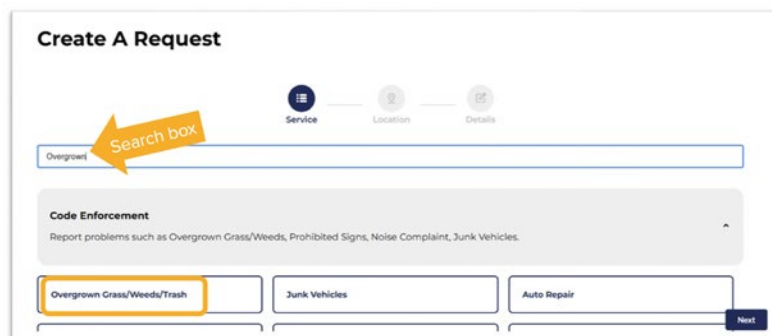 Create A Request
Service
Location
Details
Search box
Overgrown
Code Enforcement
Report problems such as Overgrown Grass/Weeds, Prohibited Signs, Noise Complaint, Junk Vehicles.
Overgrown Grass/Weeds/Trash
Junk Vehicles
Auto Repair
Next